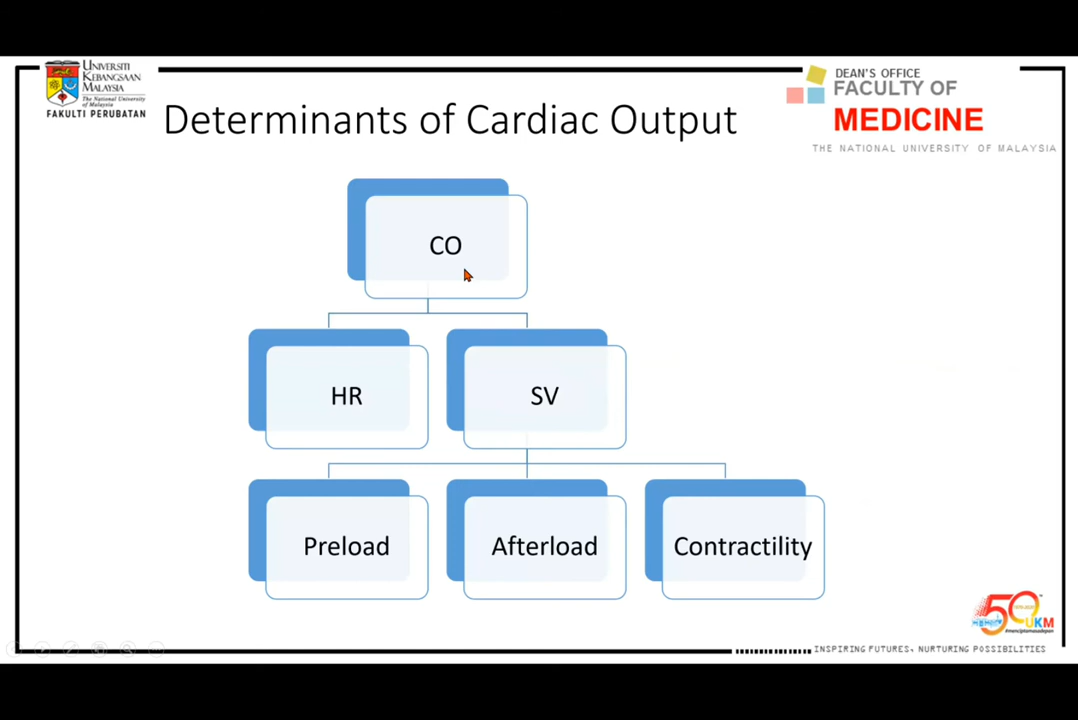 UNIVERSITI
KEBANGSAAN
MALAYSIA
The National University
of Malaysia
FAKULTI PERUBATAN
Determinants of Cardiac Output
DEAN'S OFFICE
FACULTY OF
MEDICINE
THE NATIONAL UNIVERSITY OF MALAYSIA
CO
HR
SV
Preload
Afterload
Contractility
50
UKM
INSPIRING FUTURES, NURTURING POSSIBILITIES